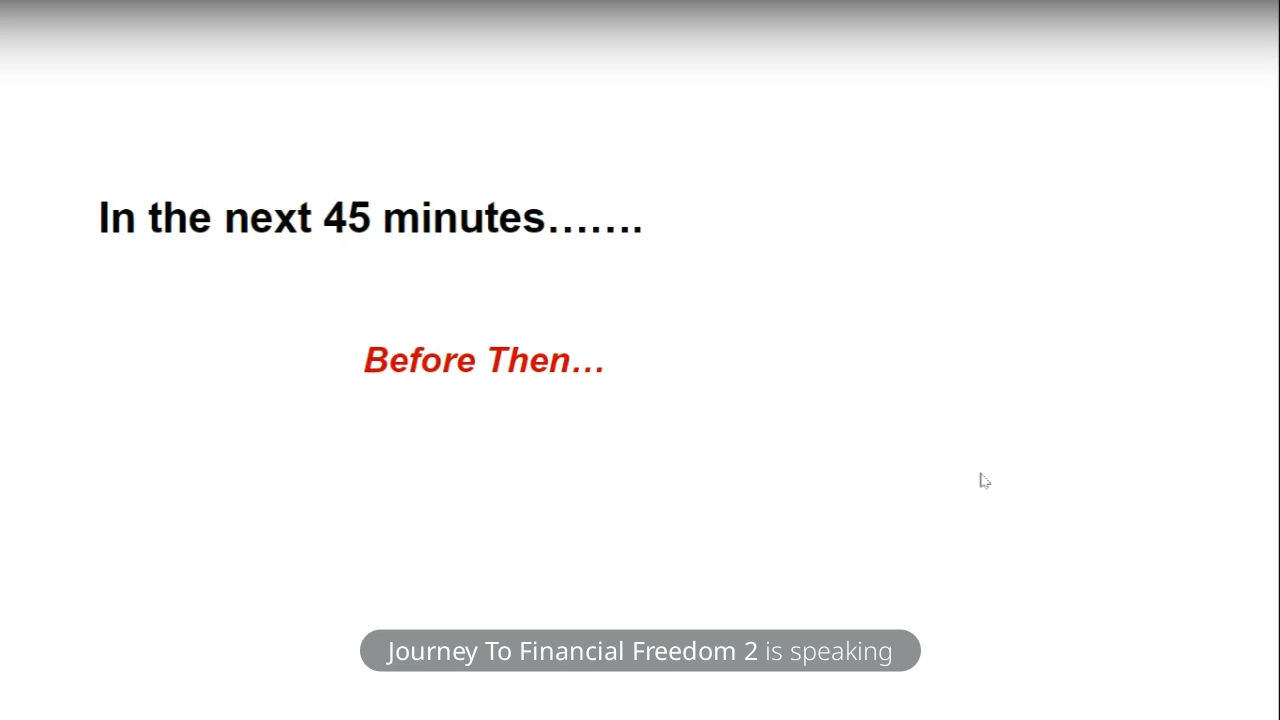 In the next 45 minutes.......
Before Then...
Journey To Financial Freedom 2 is speaking